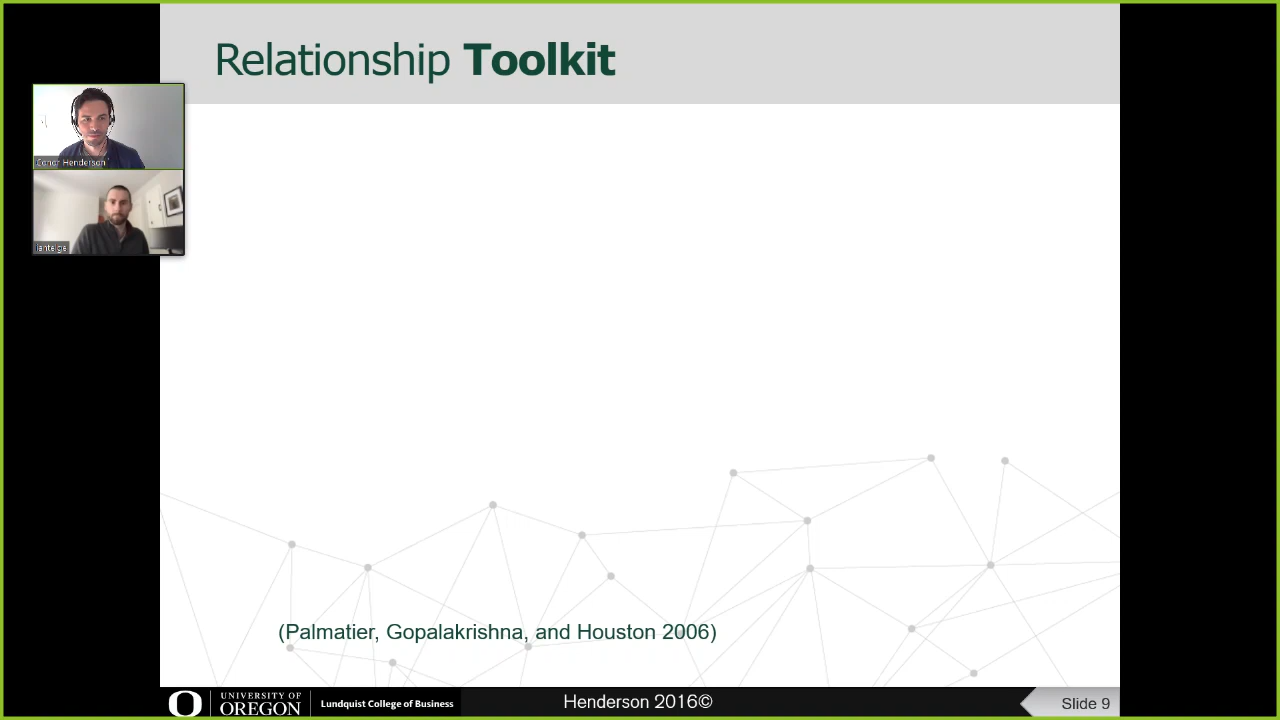 Relationship Toolkit
Conor Henderson
iantelge
(Palmatier, Gopalakrishna, and Houston 2006)
UNIVERSITY OF
OREGON
Lundquist College of Business
Henderson 2016©
Slide 9